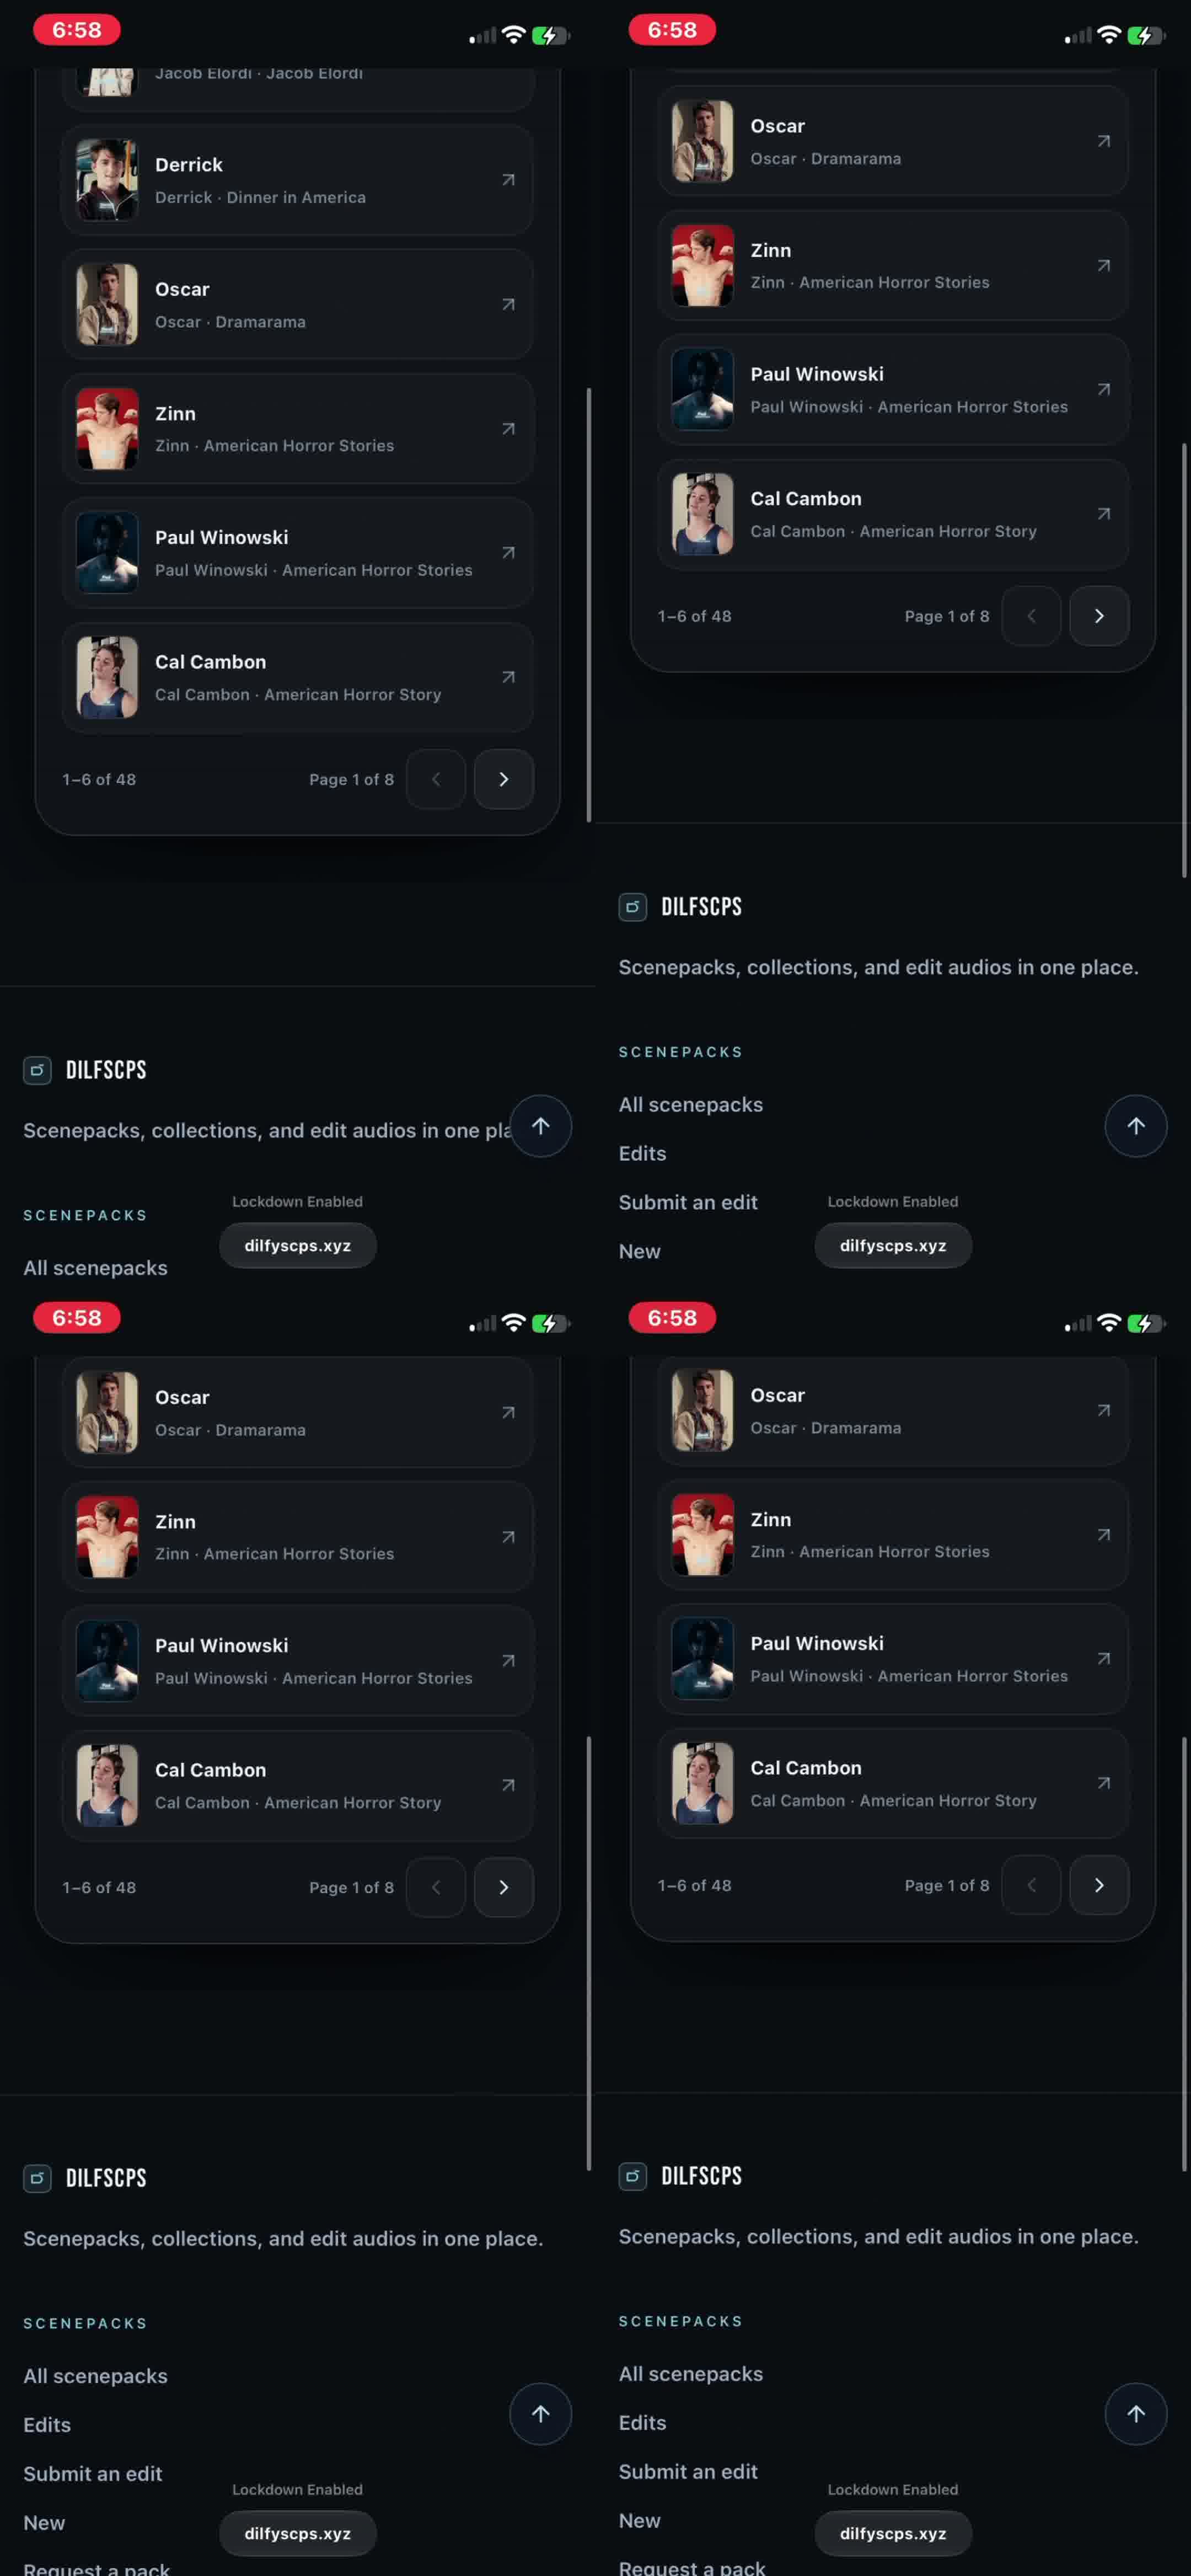 6:58
Jacob Elordi · Jacob Elordi
Derrick
Derrick · Dinner in America
Oscar
Oscar · Dramarama
Zinn
Zinn · American Horror Stories
Paul Winowski
Paul Winowski · American Horror Stories
Cal Cambon
Cal Cambon · American Horror Story
1–6 of 48 Page 1 of 8
DILFSCPS
Scenepacks, collections, and edit audios in one pla
SCENEPACKS
All scenepacks
Lockdown Enabled
dilfyscps.xyz
6:58
Oscar
Oscar · Dramarama
Zinn
Zinn · American Horror Stories
Paul Winowski
Paul Winowski · American Horror Stories
Cal Cambon
Cal Cambon · American Horror Story
1–6 of 48 Page 1 of 8
DILFSCPS
Scenepacks, collections, and edit audios in one place.
SCENEPACKS
All scenepacks
Edits
Submit an edit
New
Lockdown Enabled
dilfyscps.xyz
6:58
Oscar
Oscar · Dramarama
Zinn
Zinn · American Horror Stories
Paul Winowski
Paul Winowski · American Horror Stories
Cal Cambon
Cal Cambon · American Horror Story
1–6 of 48 Page 1 of 8
DILFSCPS
Scenepacks, collections, and edit audios in one place.
SCENEPACKS
All scenepacks
Edits
Submit an edit
New
Request a pack
Lockdown Enabled
dilfyscps.xyz
6:58
Oscar
Oscar · Dramarama
Zinn
Zinn · American Horror Stories
Paul Winowski
Paul Winowski · American Horror Stories
Cal Cambon
Cal Cambon · American Horror Story
1–6 of 48 Page 1 of 8
DILFSCPS
Scenepacks, collections, and edit audios in one place.
SCENEPACKS
All scenepacks
Edits
Submit an edit
New
Request a pack
Lockdown Enabled
dilfyscps.xyz